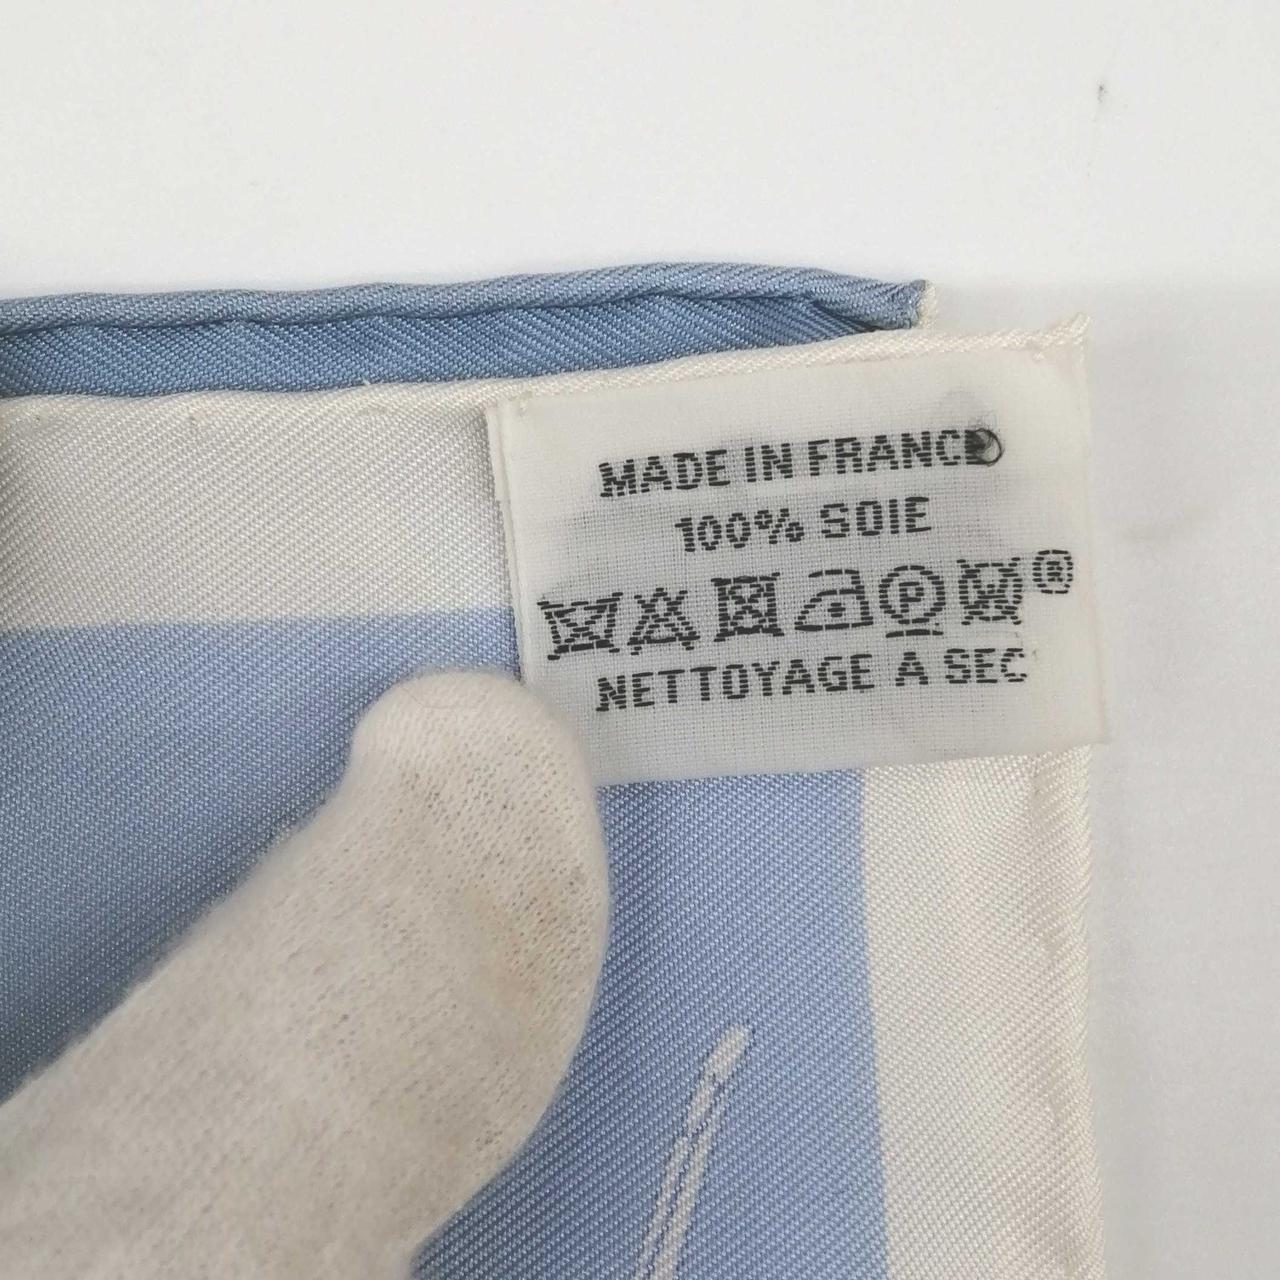 MADE IN FRANCE
100% SOIE
P W ®
NETTOYAGE A SEC